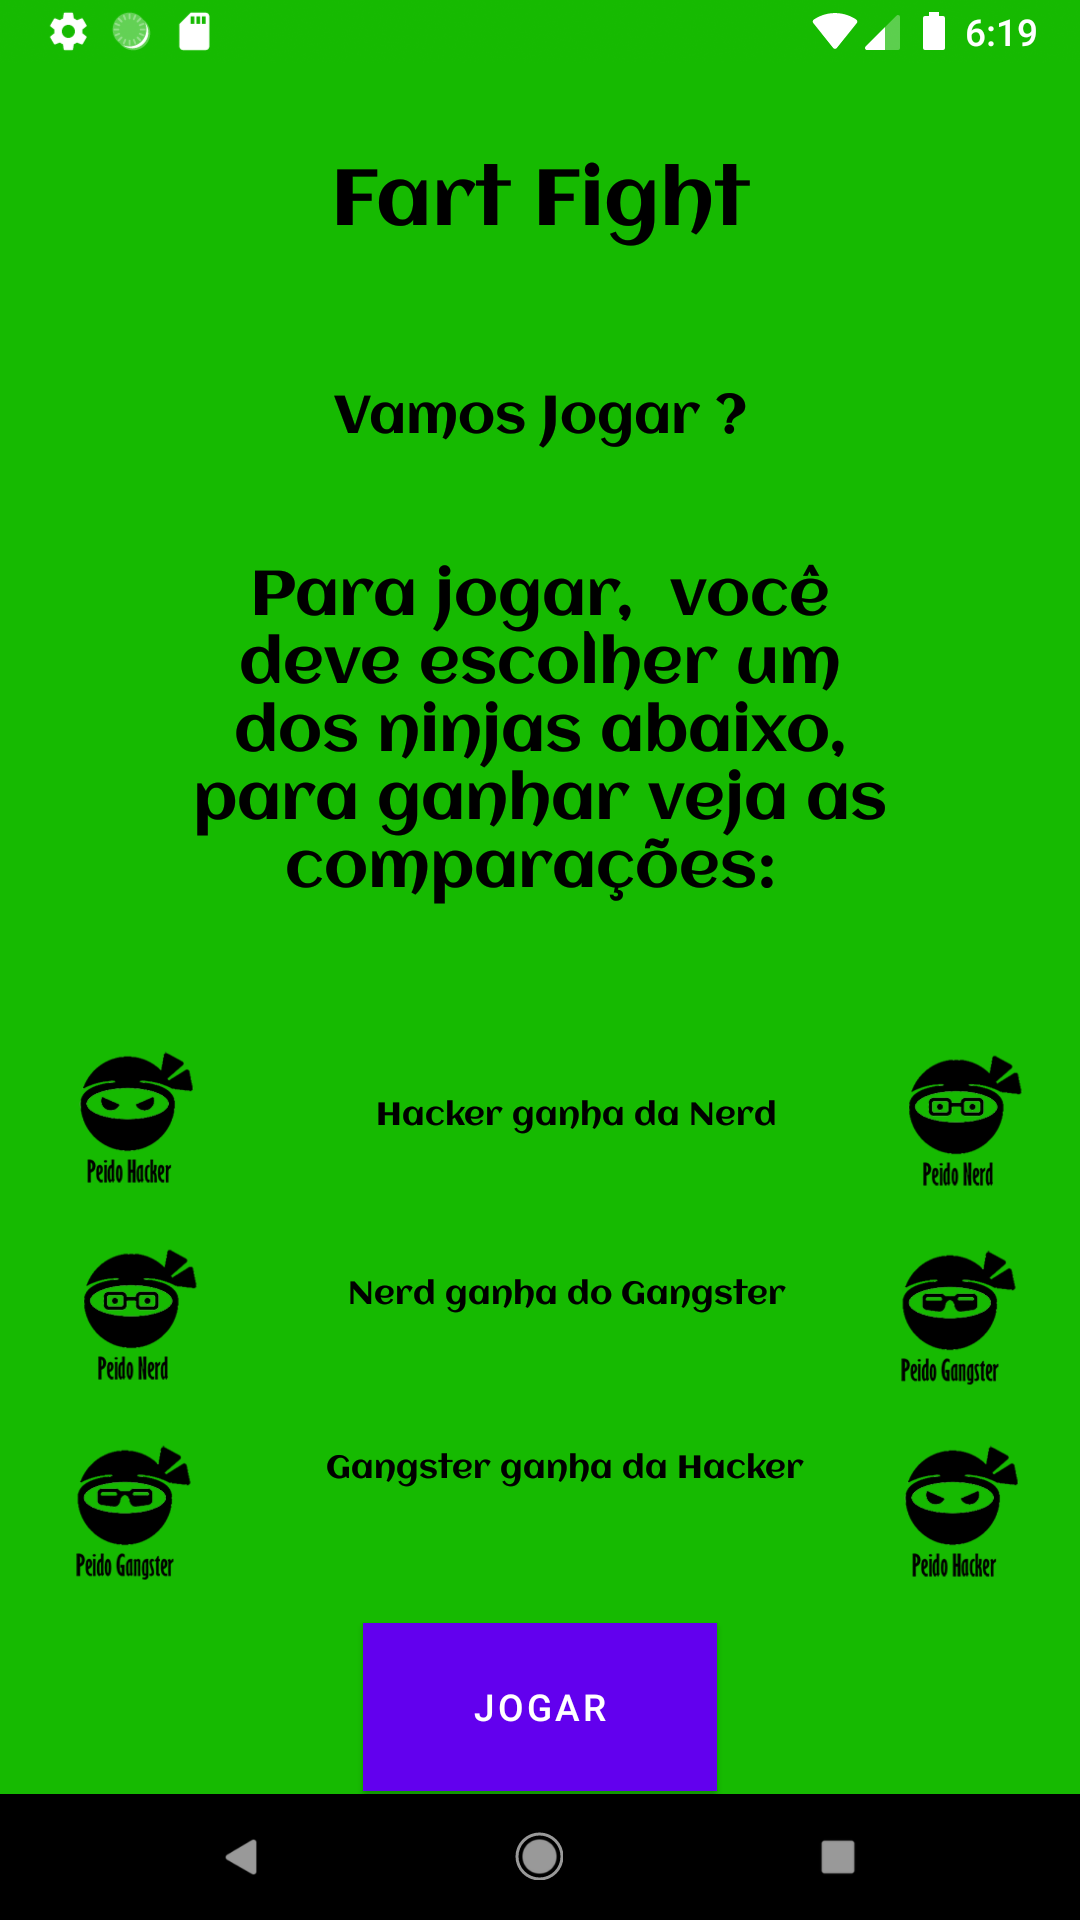 6:19
Fart Fight
Vamos Jogar ?
Para jogar, você
deve escolher um
dos ninjas abaixo,
para ganhar veja as
comparações:
Peido Hacker
Hacker ganha da Nerd
Peido Nerd
Peido Nerd
Nerd ganha do Gangster
Peido Gangster
Peido Gangster
Gangster ganha da Hacker
Peido Hacker
JOGAR